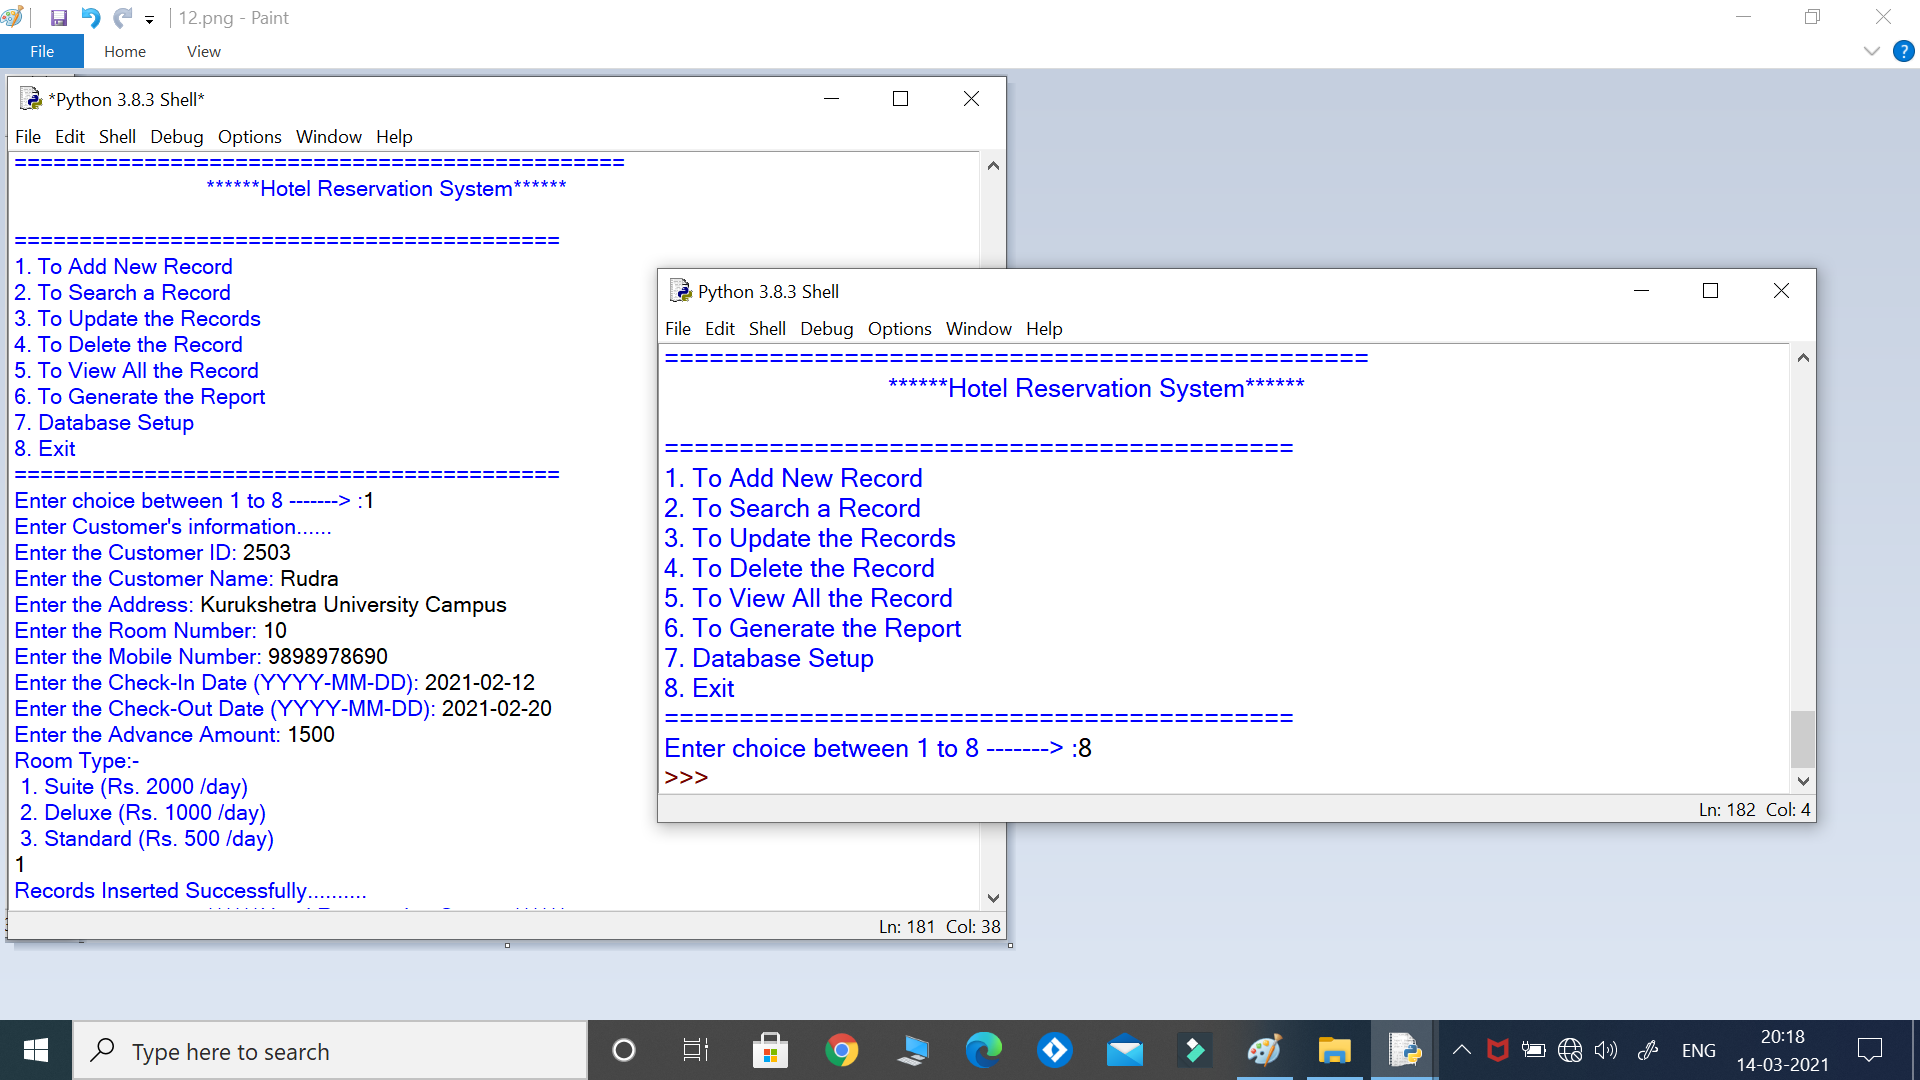 12.png - Paint
File Home View
*Python 3.8.3 Shell*
File Edit Shell Debug Options Window Help
===============================================
******Hotel Reservation System******
==========================================
1. To Add New Record
2. To Search a Record
3. To Update the Records
4. To Delete the Record
5. To View All the Record
6. To Generate the Report
7. Database Setup
8. Exit
==========================================
Enter choice between 1 to 8 -------> :1
Enter Customer's information......
Enter the Customer ID: 2503
Enter the Customer Name: Rudra
Enter the Address: Kurukshetra University Campus
Enter the Room Number: 10
Enter the Mobile Number: 9898978690
Enter the Check-In Date (YYYY-MM-DD): 2021-02-12
Enter the Check-Out Date (YYYY-MM-DD): 2021-02-20
Enter the Advance Amount: 1500
Room Type:-
1. Suite (Rs. 2000 /day)
2. Deluxe (Rs. 1000 /day)
3. Standard (Rs. 500 /day)
1
Records Inserted Successfully..........
Ln: 181 Col: 38
Python 3.8.3 Shell
File Edit Shell Debug Options Window Help
===============================================
******Hotel Reservation System******
==========================================
1. To Add New Record
2. To Search a Record
3. To Update the Records
4. To Delete the Record
5. To View All the Record
6. To Generate the Report
7. Database Setup
8. Exit
==========================================
Enter choice between 1 to 8 -------> :8
>>>
Ln: 182 Col: 4
Type here to search
ENG
20:18
14-03-2021